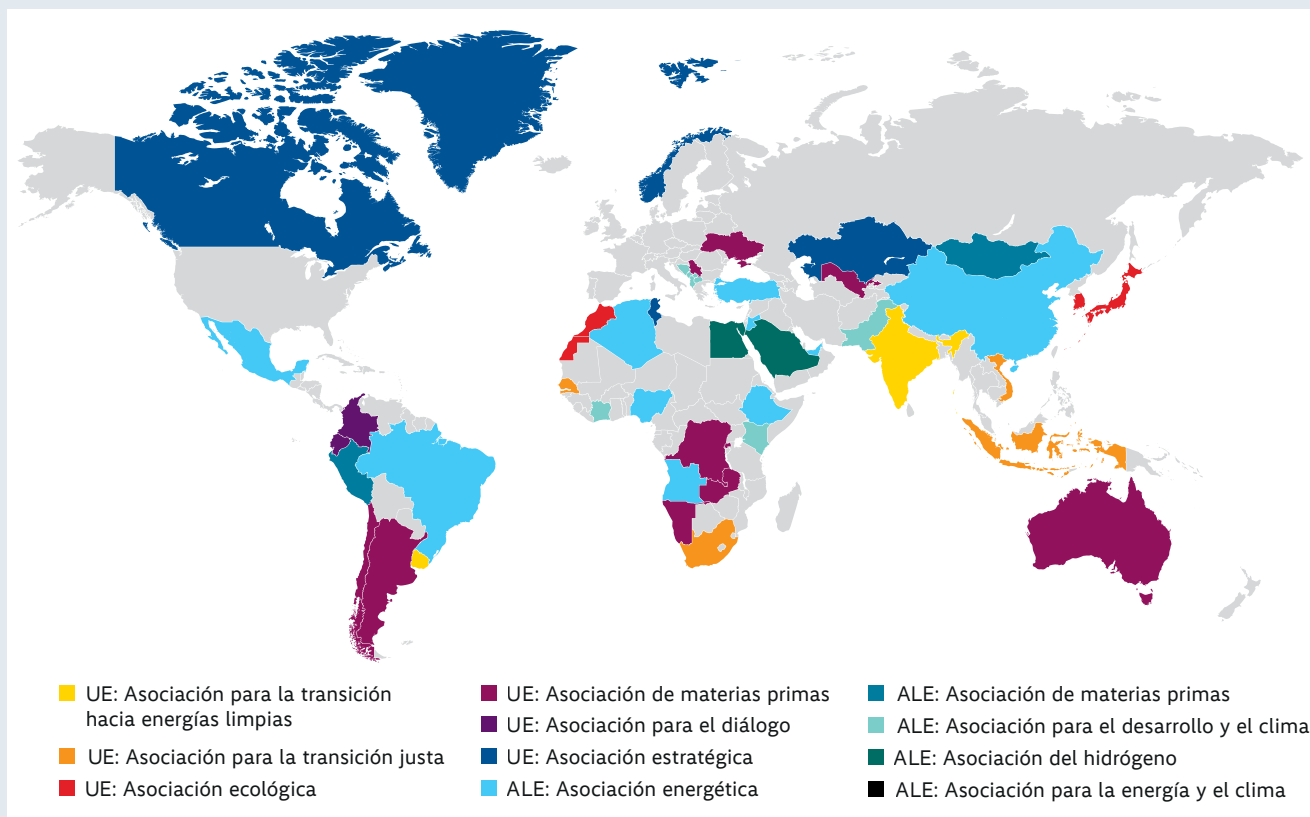 UE: Asociación para la transición
hacia energías limpias
UE: Asociación para la transición justa
UE: Asociación ecológica
UE: Asociación de materias primas
UE: Asociación para el diálogo
UE: Asociación estratégica
ALE: Asociación energética
ALE: Asociación de materias primas
ALE: Asociación para el desarrollo y el clima
ALE: Asociación del hidrógeno
ALE: Asociación para la energía y el clima